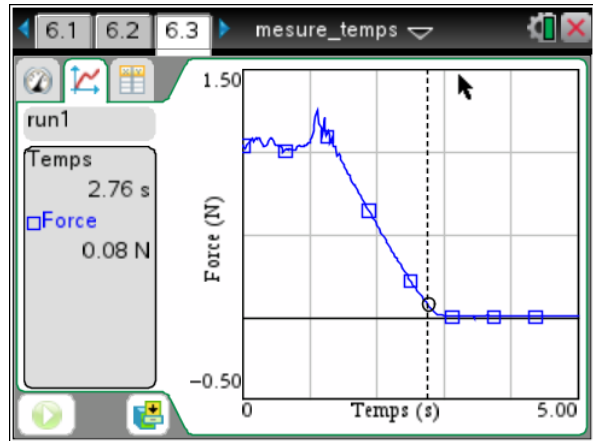 6.1 6.2 6.3 mesure_temps
run1
Temps
2.76 s
Force
0.08 N
1.50
Force (N)
-0.50
0 Temps (s) 5.00